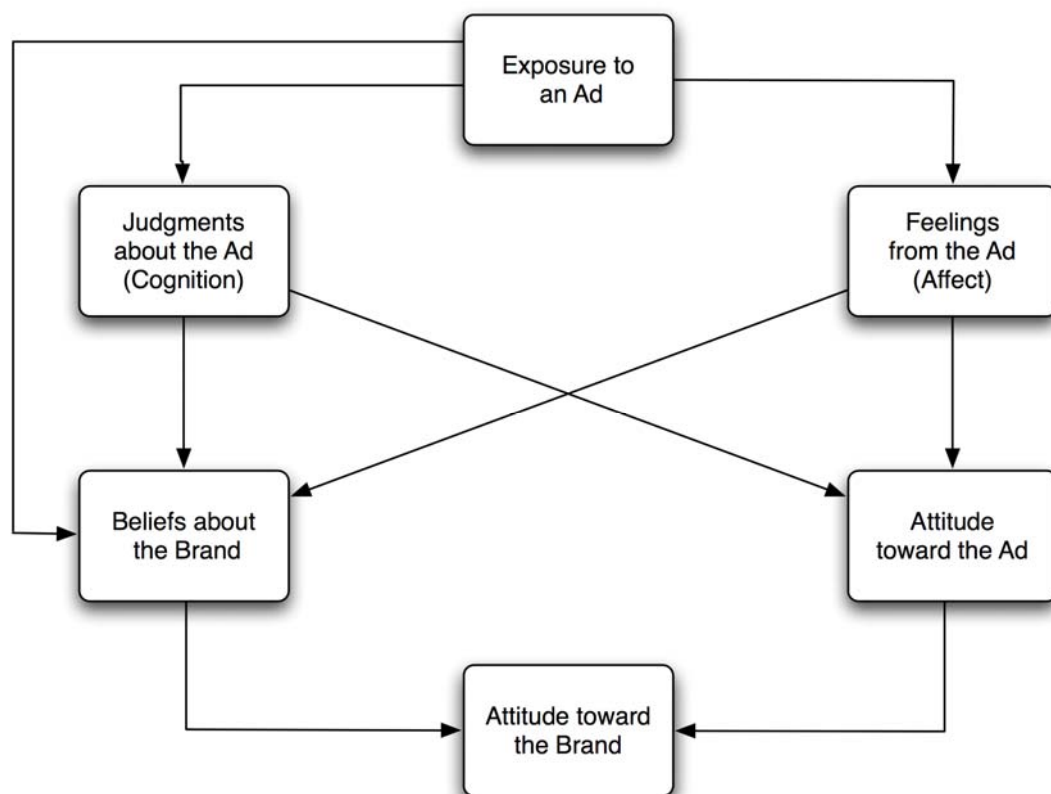 Exposure to
an Ad
Judgments
about the Ad
(Cognition)
Feelings
from the Ad
(Affect)
Beliefs about
the Brand
Attitude
toward the Ad
Attitude toward
the Brand